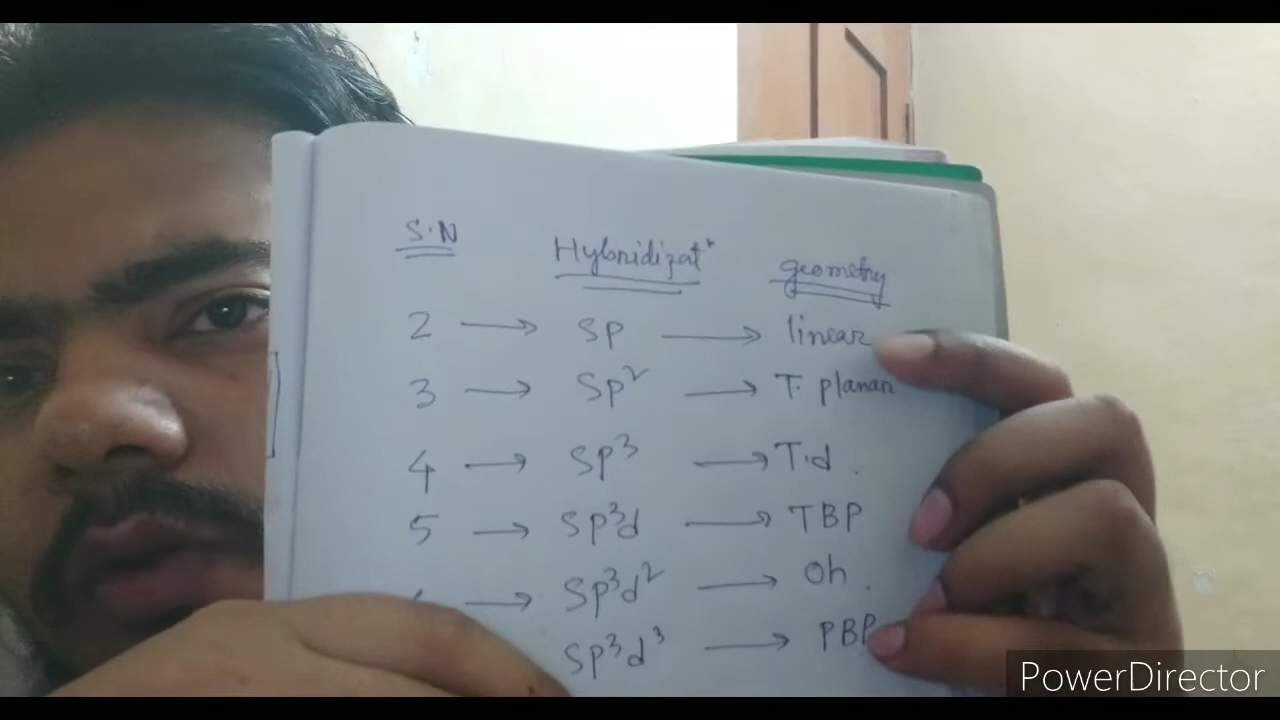 S.N Hybridizat* geometry
2 → sp → linear
3 → sp² → T. planar
4 → sp³ → T.d.
5 → sp³d → TBP
→ sp³d² → Oh.
sp³d³ → PBP
PowerDirector